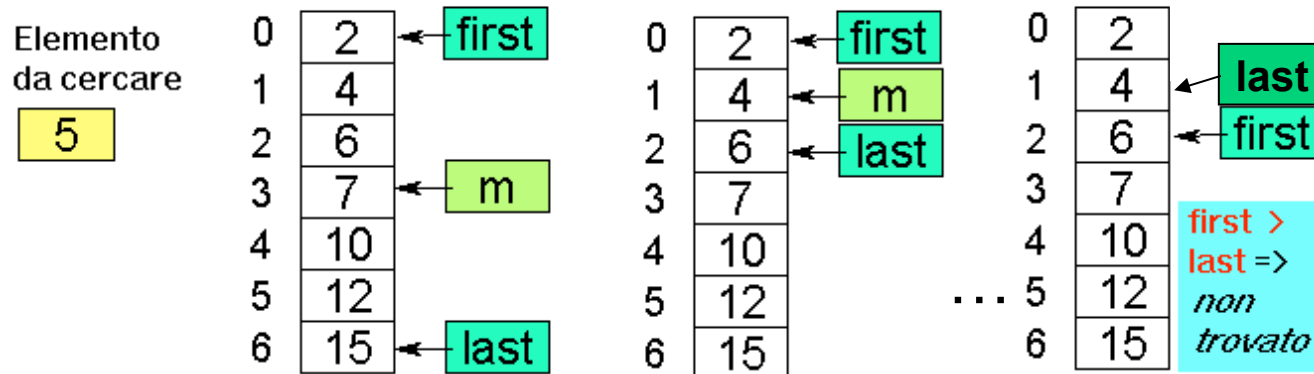 Elemento
da cercare
5
0 2 first
1 4
2 6
3 7 m
4 10
5 12
6 15 last
0 2 first
1 4 m
2 6 last
3 7
4 10
5 12
6 15
...
0 2
1 4 last
2 6 first
3 7
4 10
5 12
6 15
first >
last =>
non
trovato